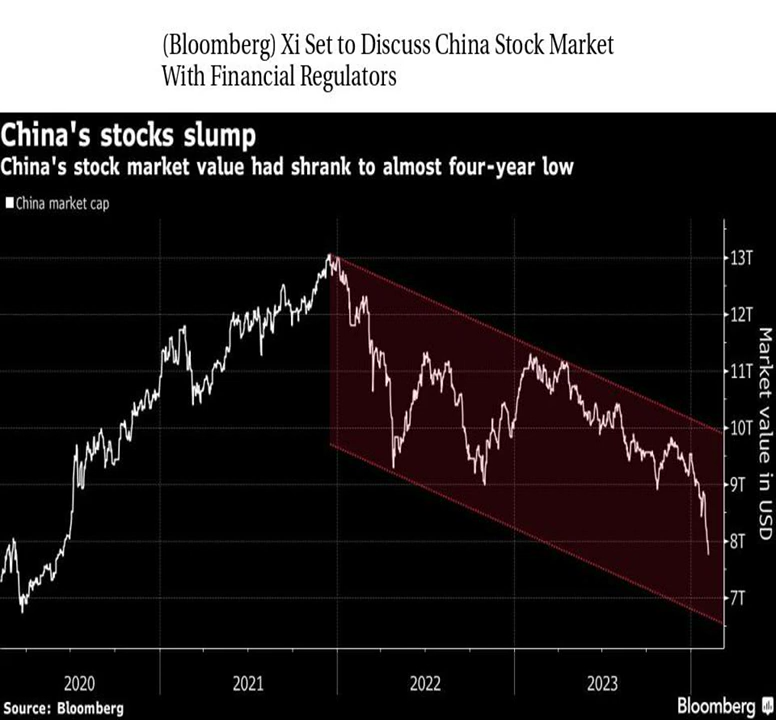 (Bloomberg) Xi Set to Discuss China Stock Market
With Financial Regulators
China's stocks slump
China's stock market value had shrank to almost four-year low
China market cap
13T
12T
11T
10T
9T
8T
7T
Market value in USD
2020 2021 2022 2023
Source: Bloomberg
Bloomberg